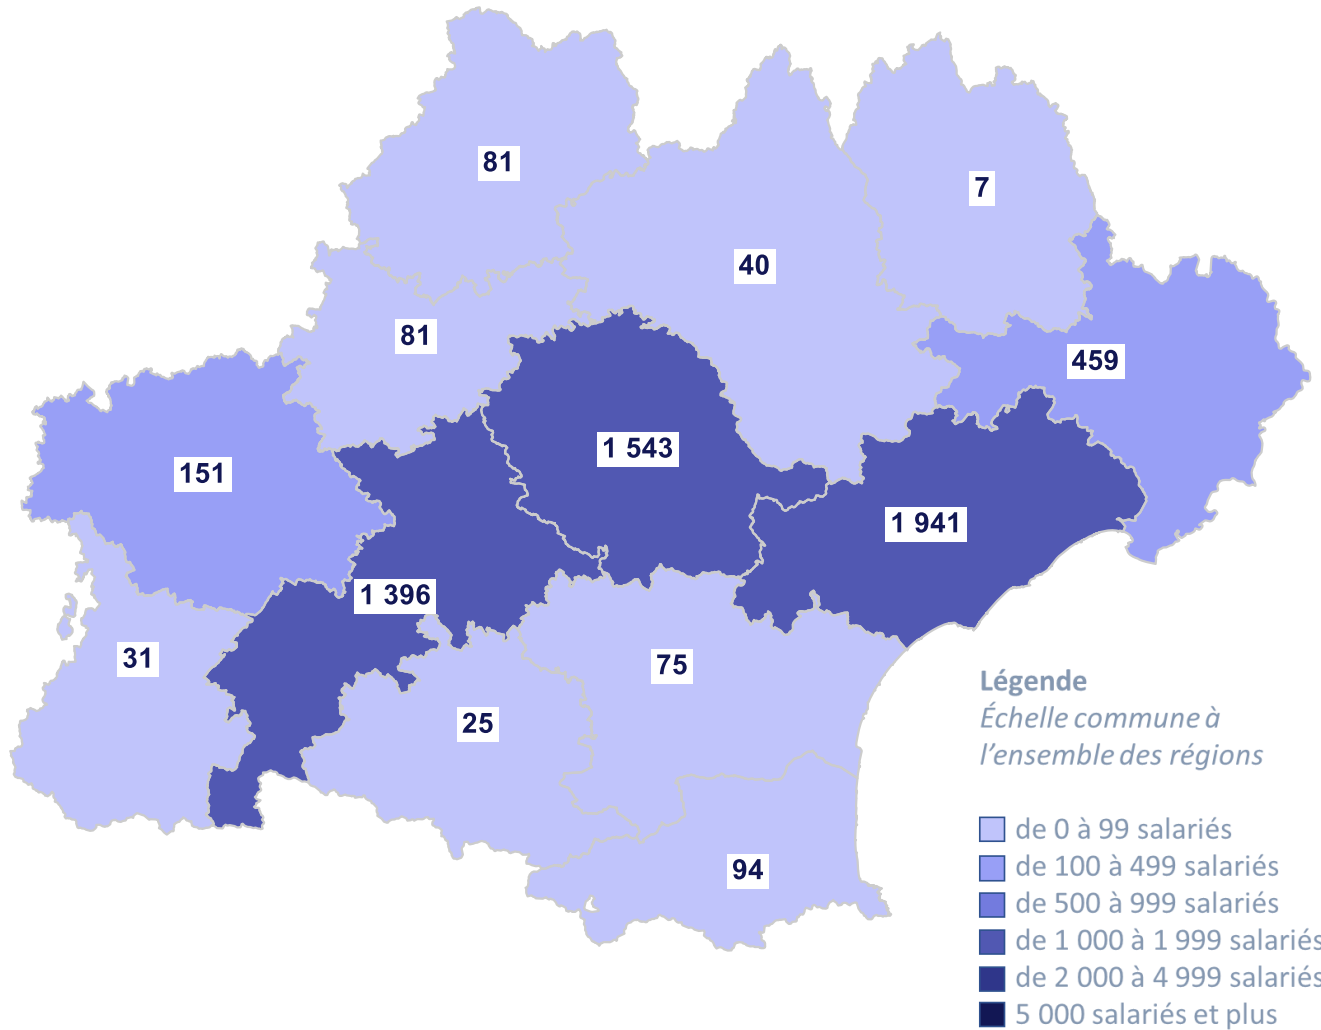 81
7
40
81
459
1 543
151
1 941
1 396
31
75
25
94
Légende
Échelle commune à
l'ensemble des régions
de 0 à 99 salariés
de 100 à 499 salariés
de 500 à 999 salariés
de 1 000 à 1 999 salariés
de 2 000 à 4 999 salariés
5 000 salariés et plus